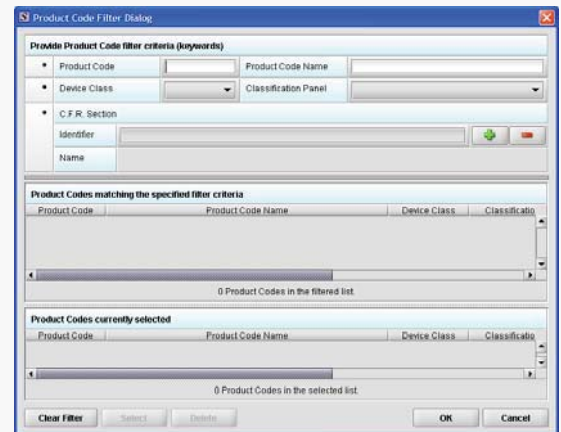 Product Code Filter Dialog
Provide Product Code filter criteria (keywords)
• Product Code Product Code Name
• Device Class Classification Panel
• C.F.R. Section
Identifier
Name
Product Codes matching the specified filter criteria
Product Code Product Code Name Device Class Classificatio
0 Product Codes in the filtered list.
Product Codes currently selected
Product Code Product Code Name Device Class Classificatio
0 Product Codes in the selected list.
Clear Filter Select Delete OK Cancel